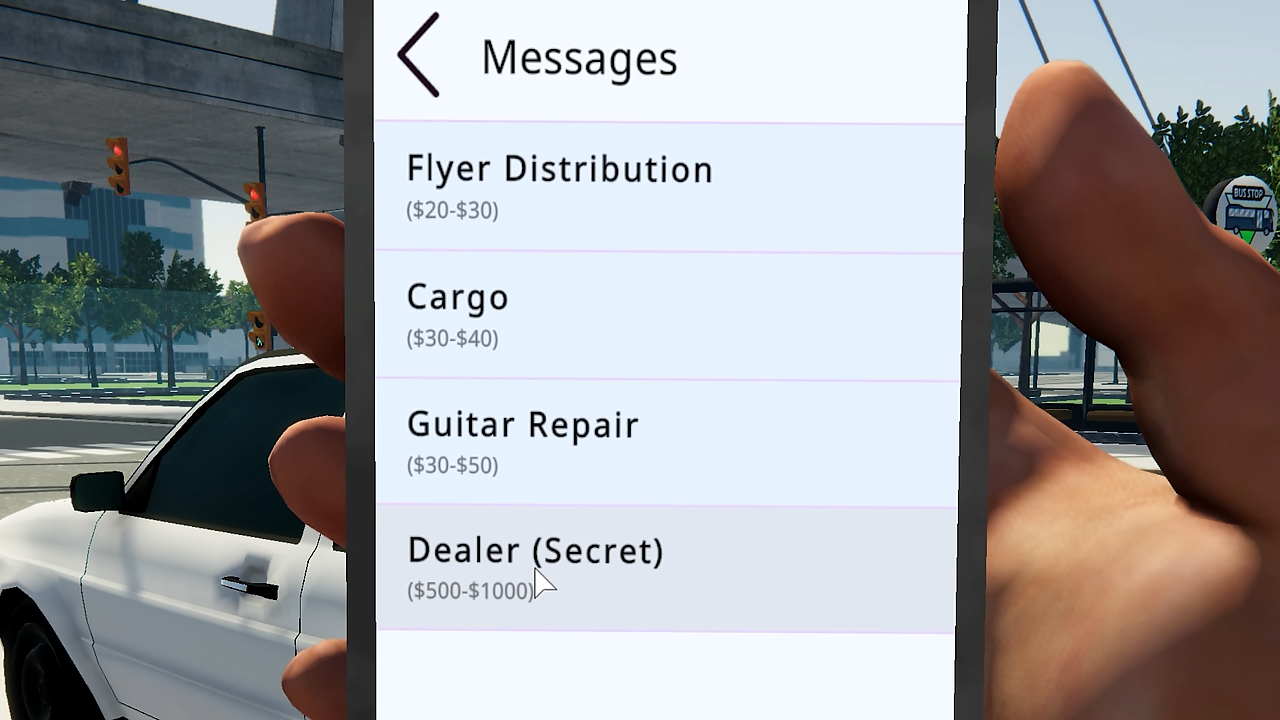 Messages
Flyer Distribution
($20-$30)
Cargo
($30-$40)
Guitar Repair
($30-$50)
Dealer (Secret)
($500-$1000)
BUS STOP